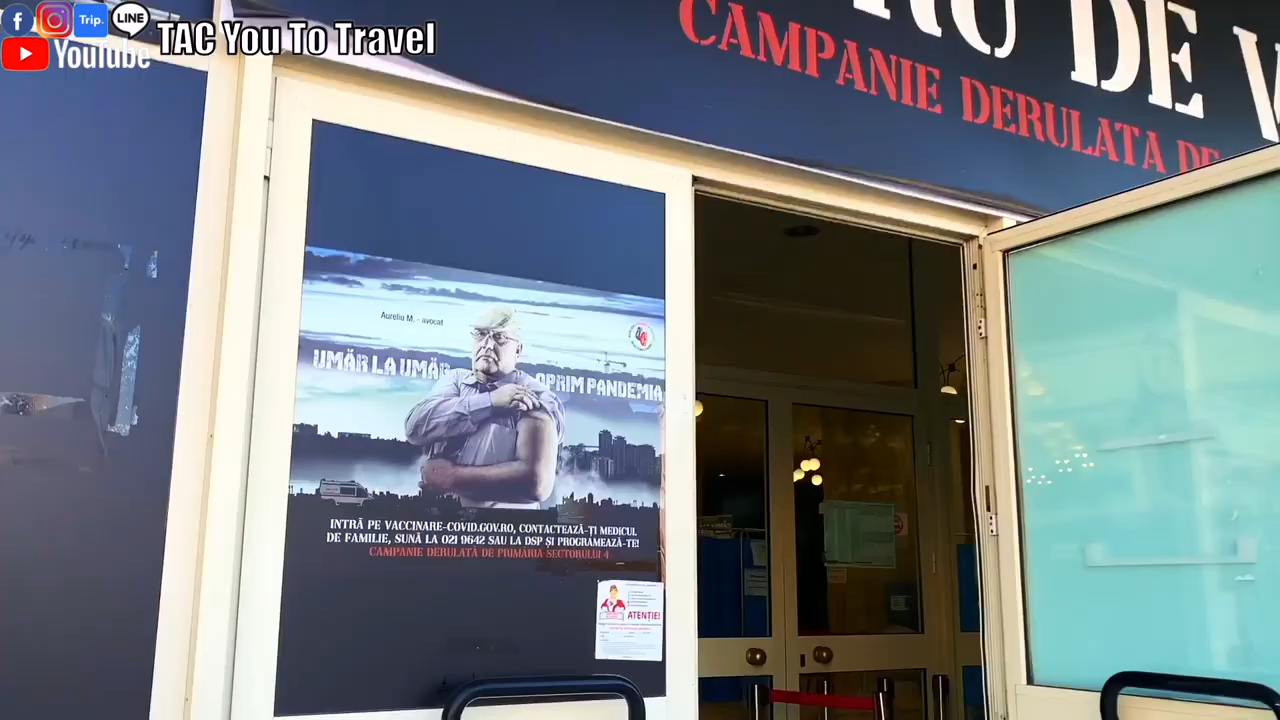 Trip.
LINE
YouTube
TAC You To Travel
DE
CAMPANIE DERULATA DE
Aureliu M. - avocat
UMĂR LA UMĂR
OPRIM PANDEMIA
INTRĂ PE VACCINARE-COVID.GOV.RO, CONTACTEAZĂ-ȚI MEDICUL
DE FAMILIE, SUNĂ LA 021 9642 SAU LA DSP ȘI PROGRAMEAZĂ-TE!
CAMPANIE DERULATĂ DE PRIMĂRIA SECTORULUI 4
ATENȚIE!